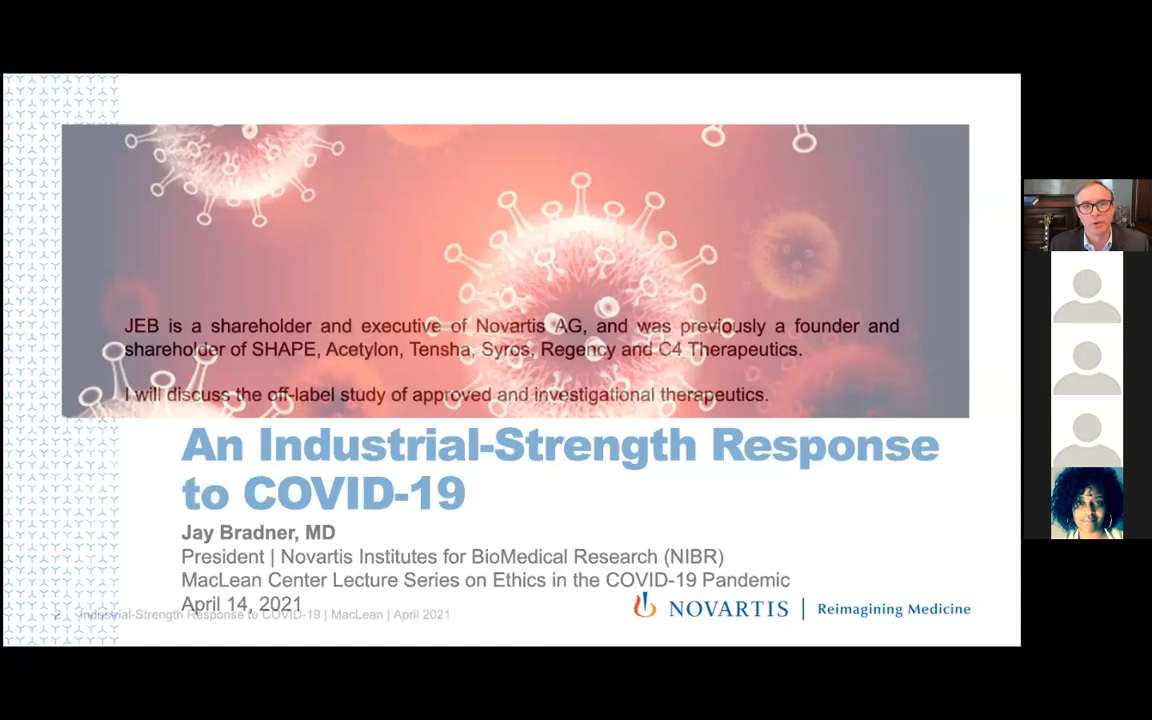 JEB is a shareholder and executive of Novartis AG, and was previously a founder and
shareholder of SHAPE, Acetylon, Tensha, Syros, Regency and C4 Therapeutics.
I will discuss the off-label study of approved and investigational therapeutics.
An Industrial-Strength Response
to COVID-19
Jay Bradner, MD
President | Novartis Institutes for BioMedical Research (NIBR)
MacLean Center Lecture Series on Ethics in the COVID-19 Pandemic
April 14, 2021
2 Industrial-Strength Response to COVID-19 | MacLean | April 2021
NOVARTIS | Reimagining Medicine